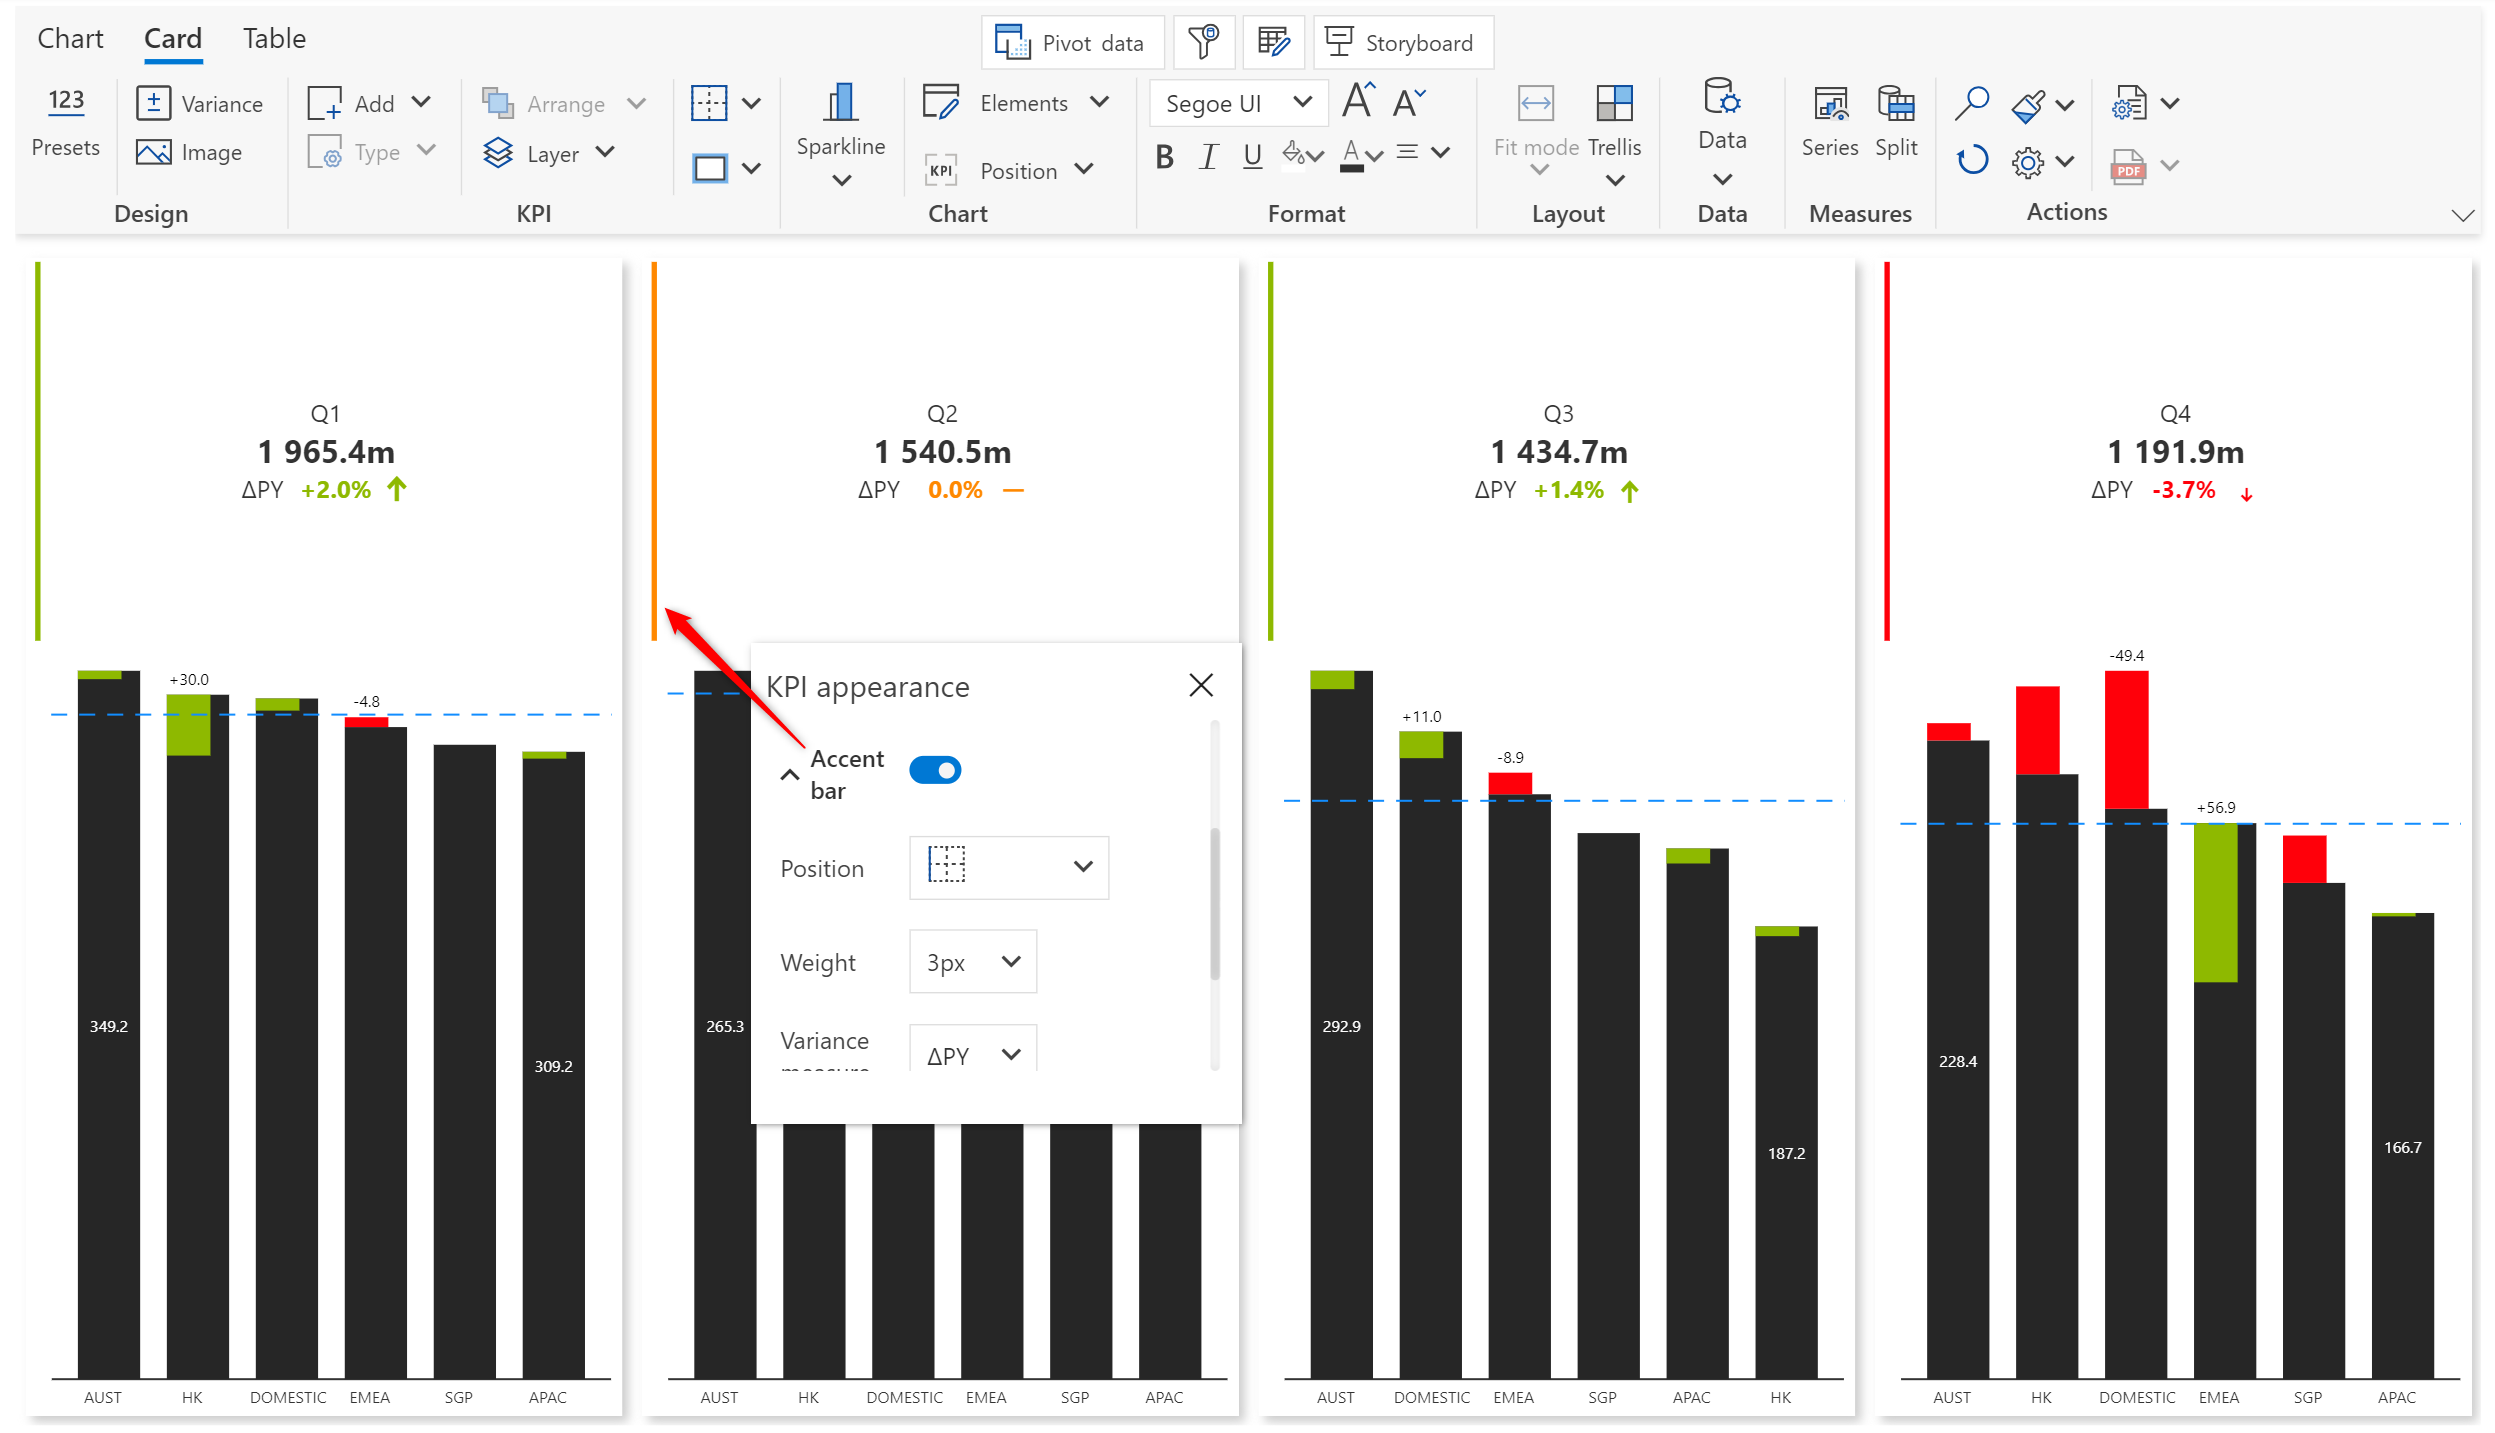 Chart Card Table
Pivot data
Storyboard
123
Presets
Variance
Image
Design
Add
Type
Arrange
Layer
KPI
Sparkline
Elements
KPI
Position
Chart
Segoe UI
A A
B I U A
Format
Fit mode
Trellis
Layout
Data
Data
Series
Split
Measures
PDF
Actions
Q1
1 965.4m
ΔPY +2.0%
Q2
1 540.5m
ΔPY 0.0%
Q3
1 434.7m
ΔPY +1.4%
Q4
1 191.9m
ΔPY -3.7%
+30.0
-4.8
349.2
309.2
AUST HK DOMESTIC EMEA SGP APAC
265.3
AUST HK DOMESTIC EMEA SGP APAC
KPI appearance
Accent
bar
Position
Weight
3px
Variance
ΔPY
+11.0
-8.9
292.9
187.2
AUST DOMESTIC EMEA SGP APAC HK
-49.4
+56.9
228.4
166.7
AUST HK DOMESTIC EMEA SGP APAC